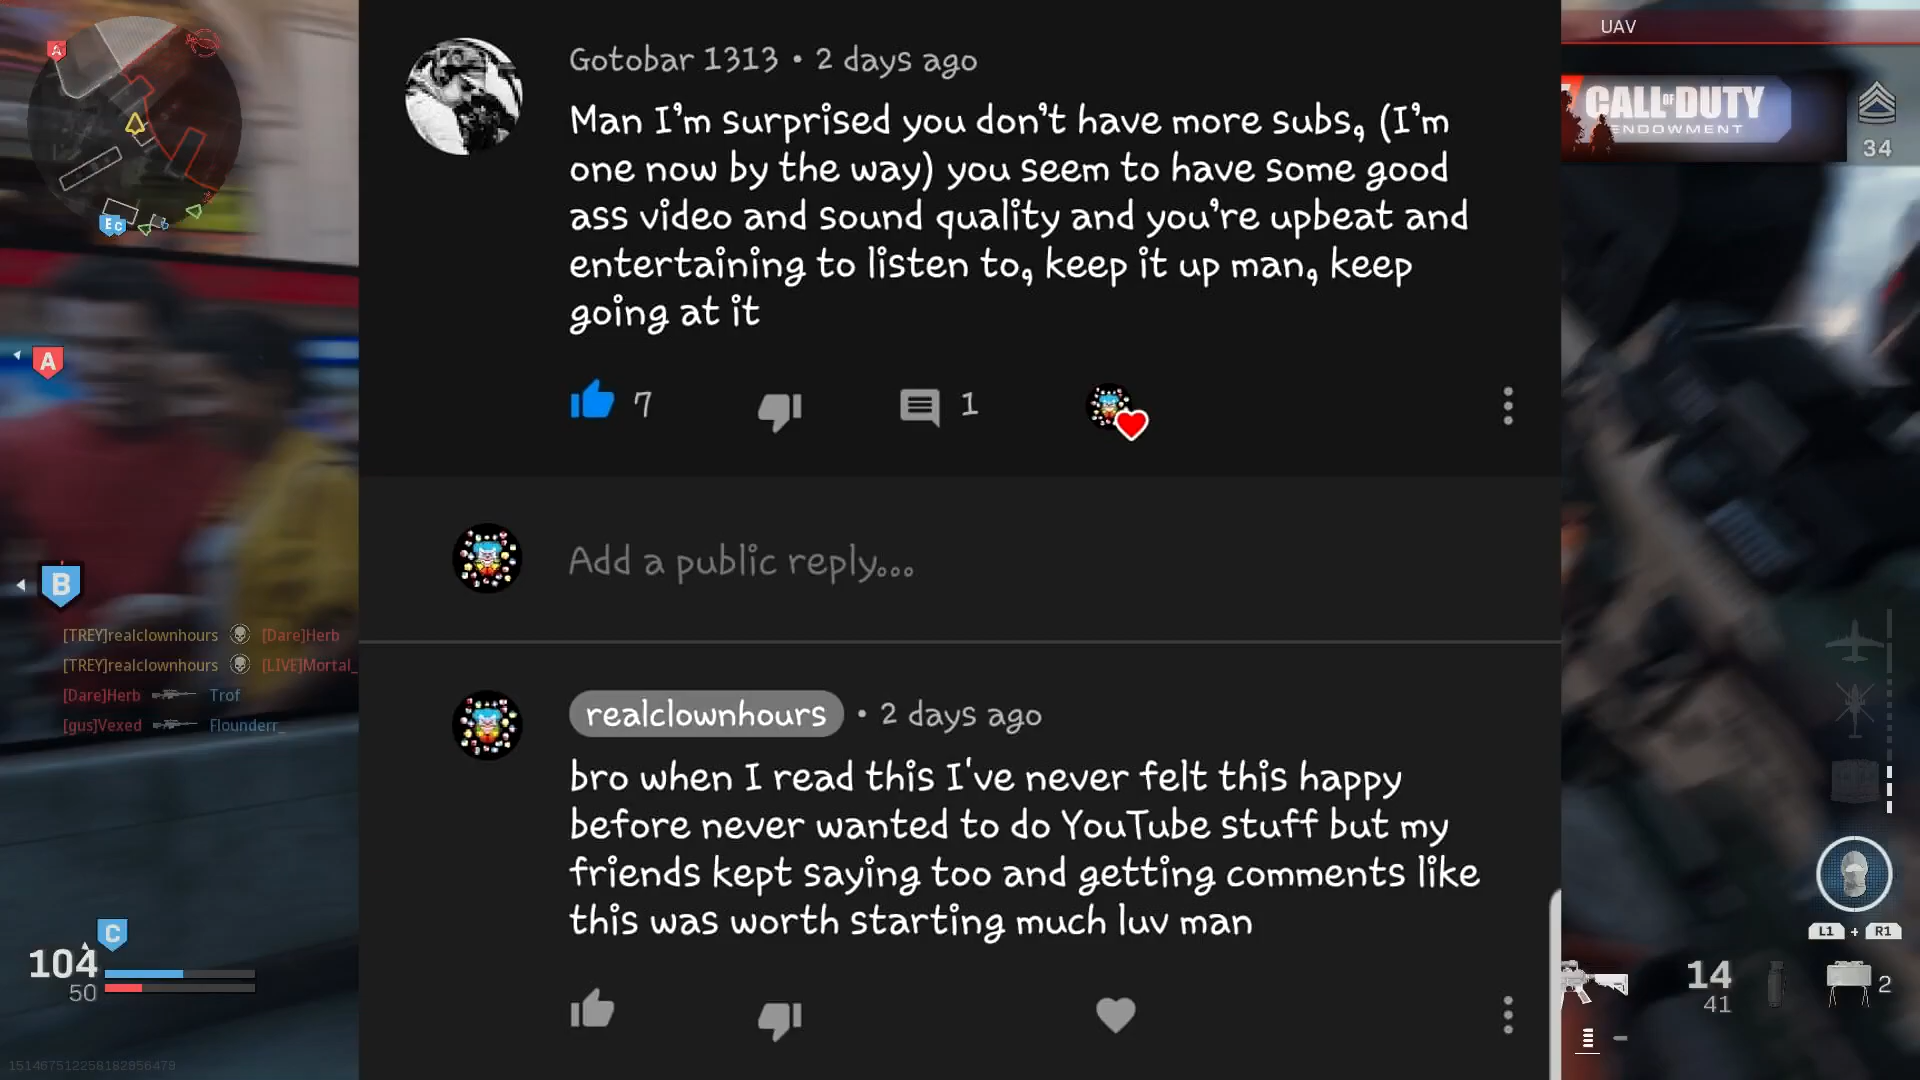 A
E C
A
B
[TREY]realclownhours [Dare]Herb
[TREY]realclownhours [LIVE]Mortal_
[Dare]Herb Trof
[gus]Vexed Flounderr_
C
104
50
151467512258182856479
Gotobar 1313 • 2 days ago
Man I'm surprised you don't have more subs, (I'm
one now by the way) you seem to have some good
ass video and sound quality and you're upbeat and
entertaining to listen to, keep it up man, keep
going at it
7 1
Add a public reply...
realclownhours • 2 days ago
bro when I read this I've never felt this happy
before never wanted to do YouTube stuff but my
friends kept saying too and getting comments like
this was worth starting much luv man
UAV
CALL OF DUTY
ENDOWMENT
34
L1 + R1
14
41
2